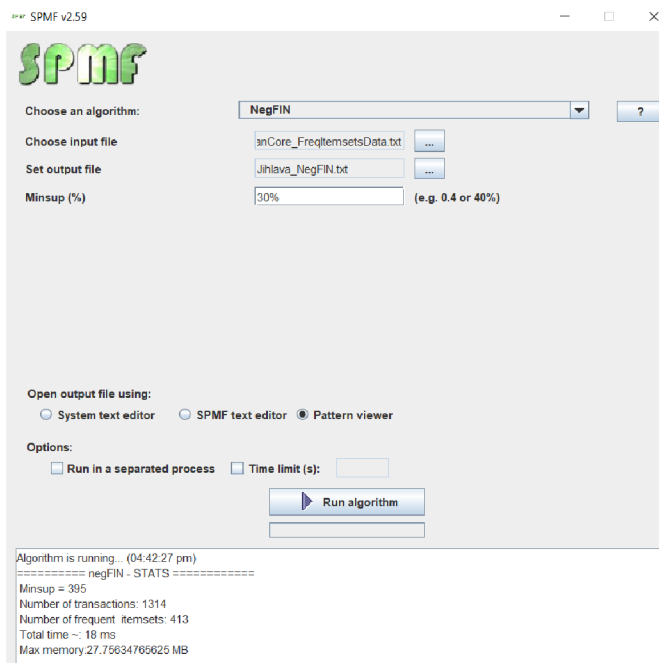 SPMF SPMF v2.59
SPMF
Choose an algorithm: NegFIN ?
Choose input file anCore_FreqItemsetsData.txt ...
Set output file Jihlava_NegFIN.txt ...
Minsup (%) 30% (e.g. 0.4 or 40%)
Open output file using:
System text editor SPMF text editor Pattern viewer
Options:
Run in a separated process Time limit (s):
Run algorithm
Algorithm is running... (04:42:27 pm)
========== negFIN - STATS ============
Minsup = 395
Number of transactions: 1314
Number of frequent  itemsets: 413
Total time ~: 18 ms
Max memory:27.75634765625 MB